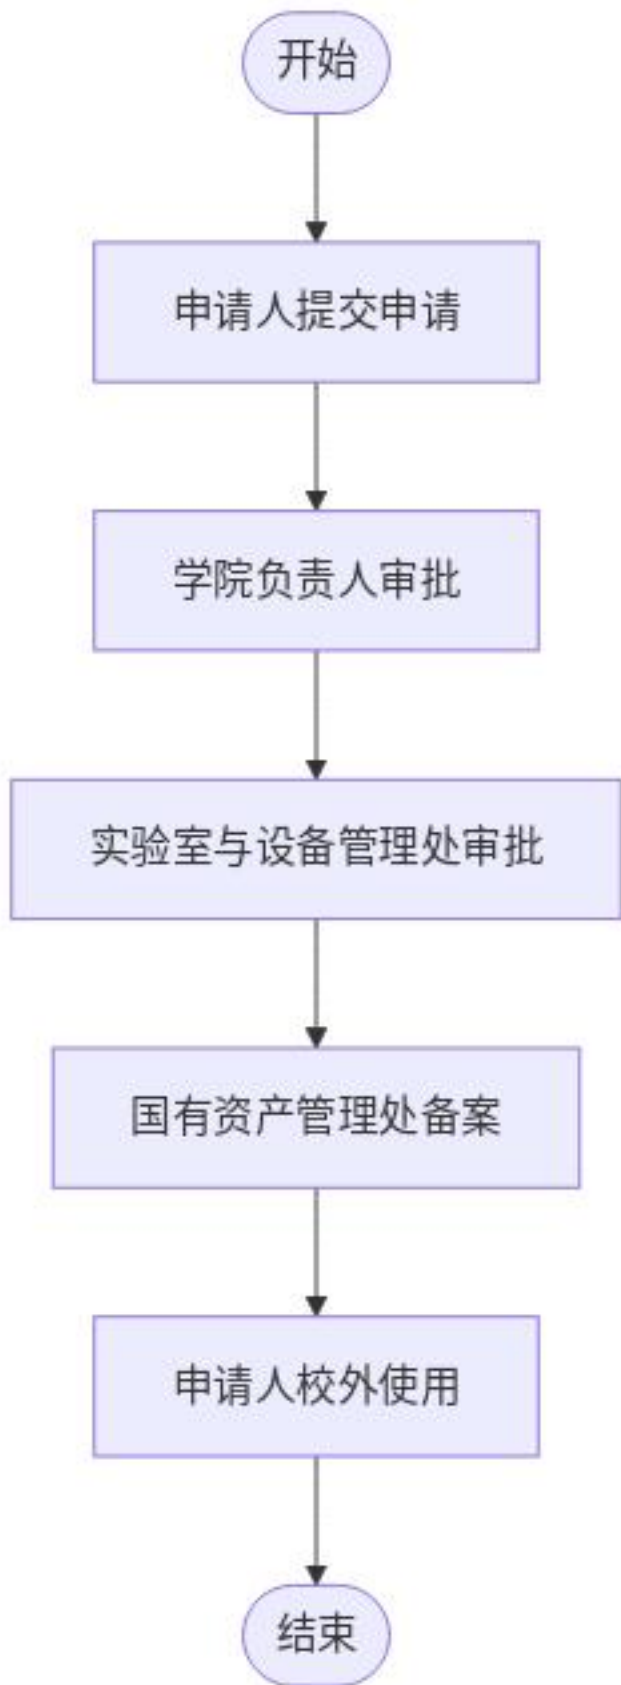 开始
申请人提交申请
学院负责人审批
实验室与设备管理处审批
国有资产管理处备案
申请人校外使用
结束